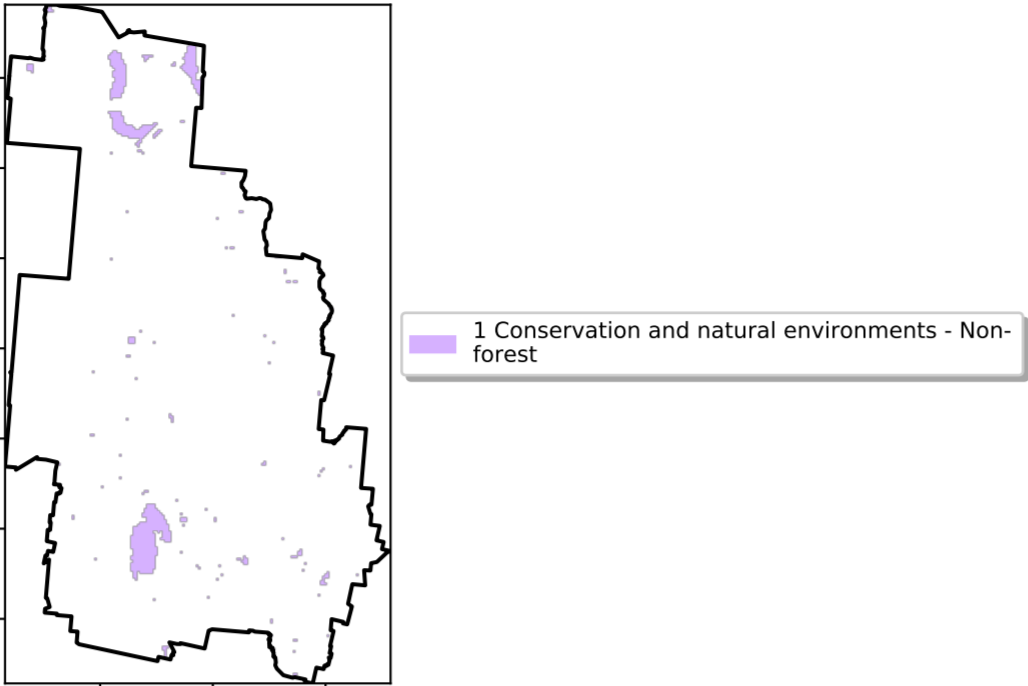 1 Conservation and natural environments - Non-
forest